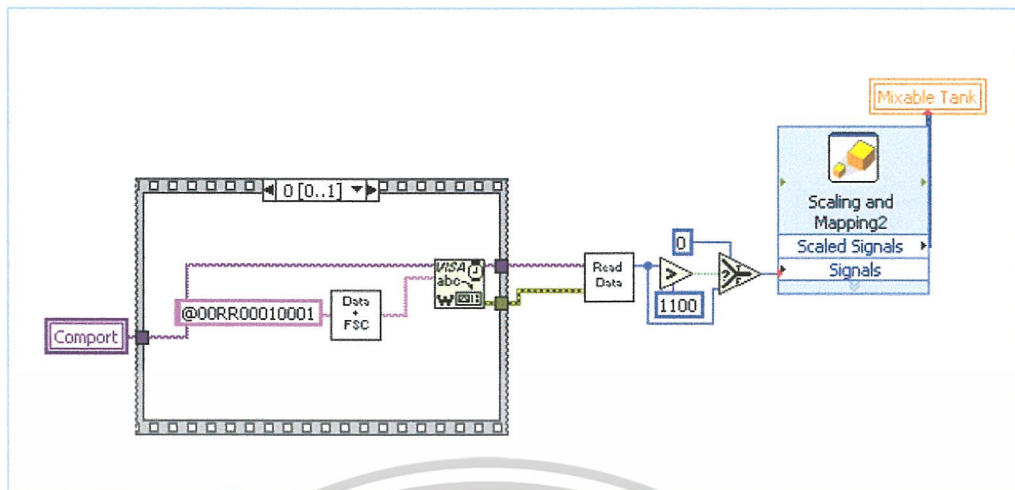 Mixable Tank
0 [0..1]
Scaling and
Mapping2
Scaled Signals
Signals
0
1100
Read
Data
VISA
abc
W
@00RR00010001
Data
+
FSC
Comport
>
?